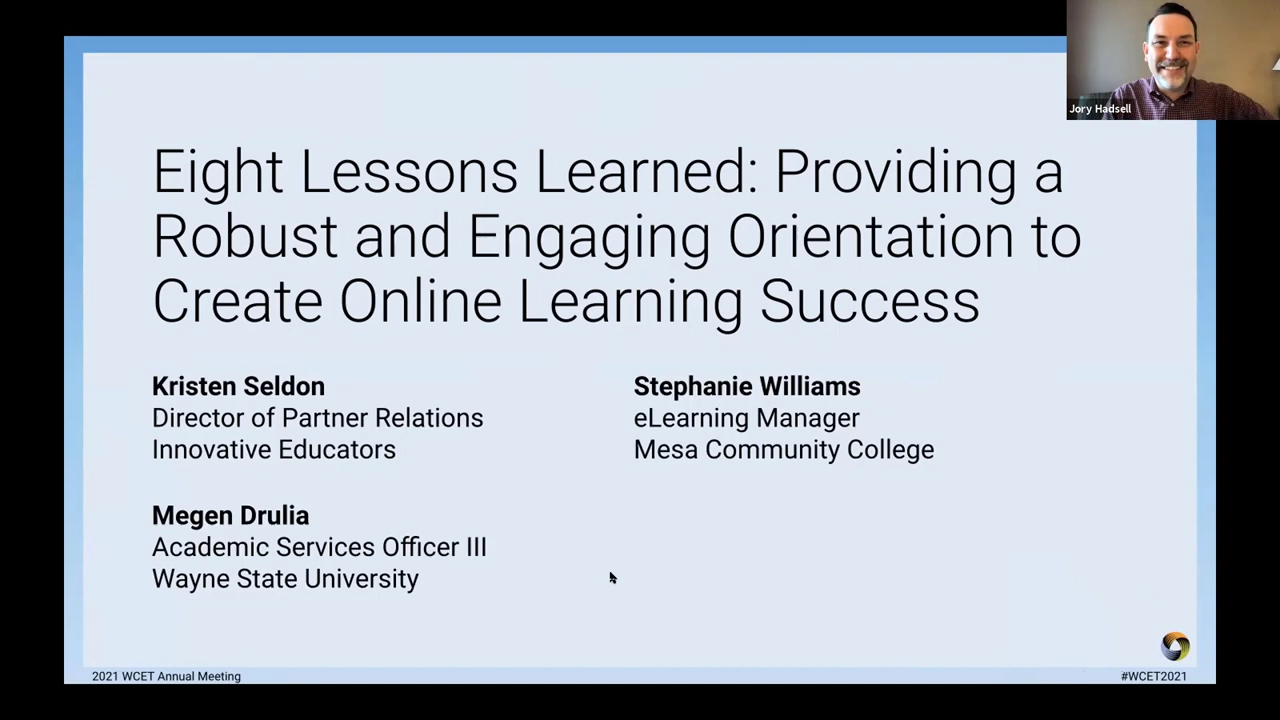 Jory Hadsell
Eight Lessons Learned: Providing a
Robust and Engaging Orientation to
Create Online Learning Success
Kristen Seldon
Director of Partner Relations
Innovative Educators
Stephanie Williams
eLearning Manager
Mesa Community College
Megen Drulia
Academic Services Officer III
Wayne State University
2021 WCET Annual Meeting
#WCET2021